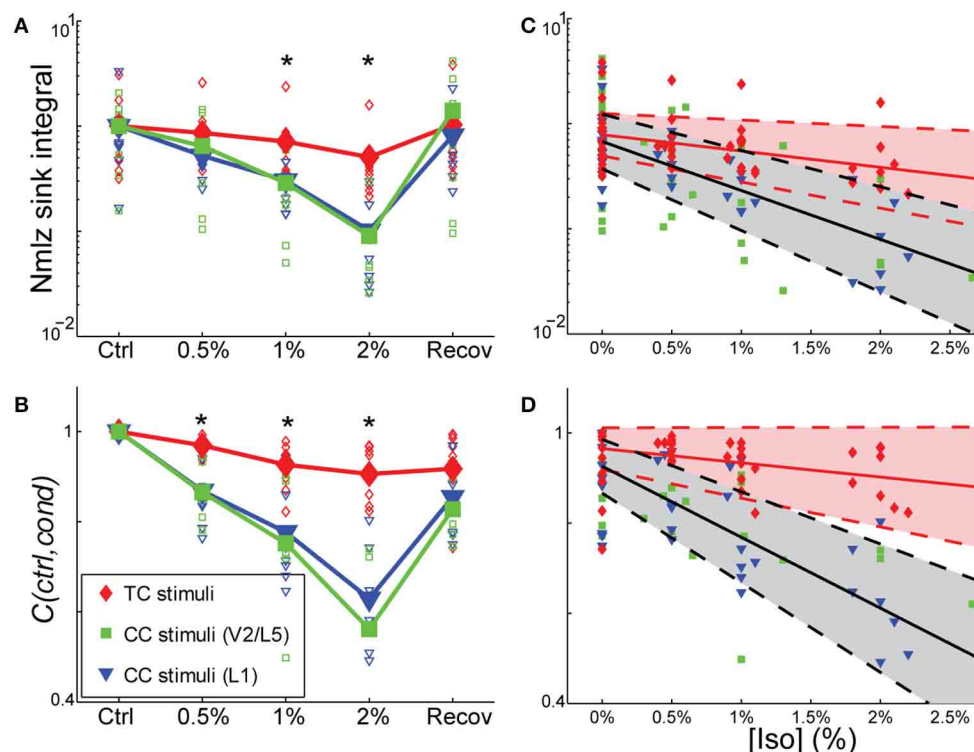 A
Nmlz sink integral
10¹
10⁻²
Ctrl 0.5% 1% 2% Recov
* *
C
10¹
10⁻²
0% 0.5% 1% 1.5% 2% 2.5%
B
C(ctrl,cond)
1
0.4
* * *
TC stimuli
CC stimuli (V2/L5)
CC stimuli (L1)
Ctrl 0.5% 1% 2% Recov
D
1
0.4
0% 0.5% 1% 1.5% 2% 2.5%
[Iso] (%)